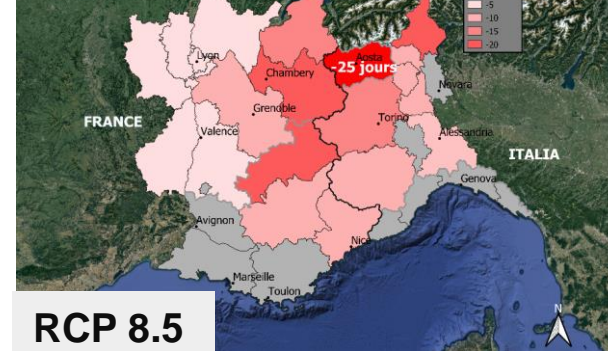 -5
-10
-15
-20
Lyon
Aosta
-25 jours
Chambery
Novara
Grenoble
FRANCE
Valence
Torino
Alessandria
ITALIA
Genova
Avignon
Nice
Marseille
Toulon
N
RCP 8.5